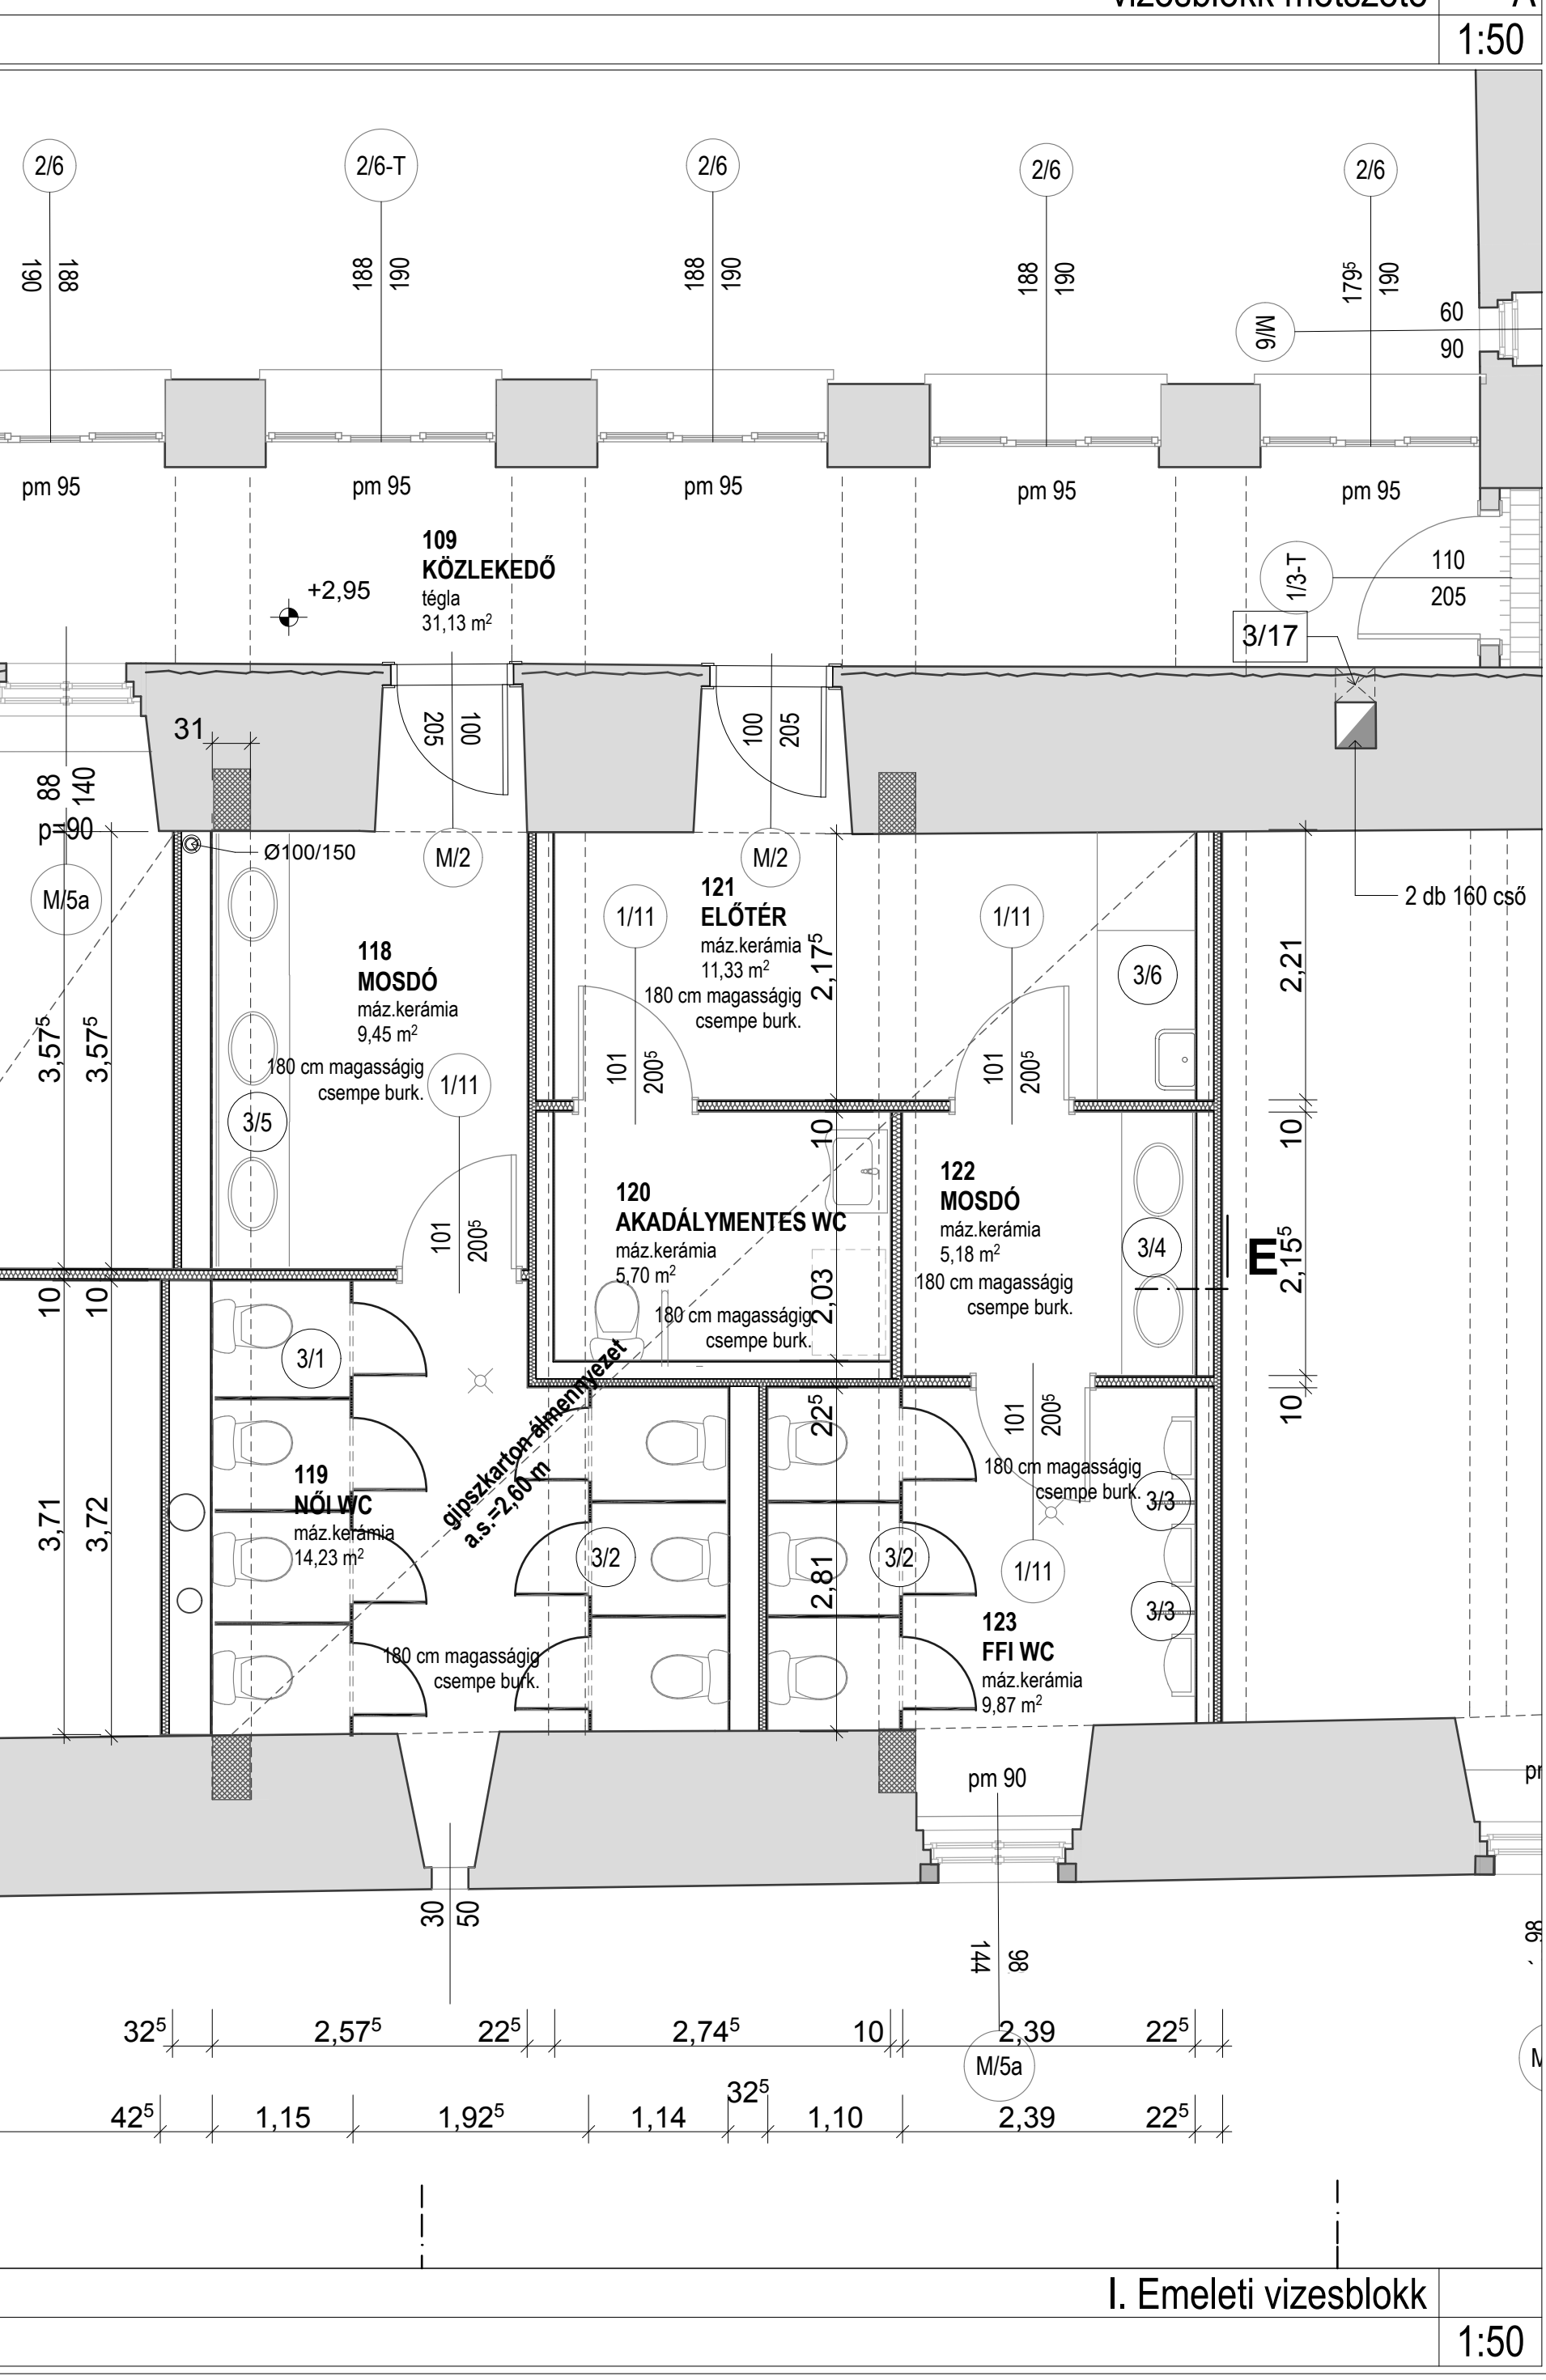 1:50
2/6
2/6-T
2/6
2/6
2/6
188
190
188
190
188
190
188
190
179⁵
190
M/6
60
90
pm 95
pm 95
pm 95
pm 95
pm 95
109
KÖZLEKEDŐ
tégla
31,13 m²
+2,95
1/3-T
110
205
3/17
31
205
100
100
205
88
140
p=90
M/5a
Ø100/150
M/2
M/2
2 db 160 cső
118
MOSDÓ
máz.kerámia
9,45 m²
180 cm magasságig
csempe burk.
3/5
1/11
101
200⁵
121
ELŐTÉR
máz.kerámia
11,33 m²
180 cm magasságig
csempe burk.
1/11
101
200⁵
1/11
101
200⁵
3/6
2,17⁵
2,21
3,57⁵
3,57⁵
10
10
120
AKADÁLYMENTES WC
máz.kerámia
5,70 m²
180 cm magasságig
csempe burk.
2,03
122
MOSDÓ
máz.kerámia
5,18 m²
180 cm magasságig
csempe burk.
3/4
E
2,15⁵
10
10
10
3/1
22⁵
101
200⁵
119
NŐI WC
máz.kerámia
14,23 m²
180 cm magasságig
csempe burk.
gipszkarton álmennyezet
a.s.=2,60 m
3/2
3/2
2,81
3,71
3,72
180 cm magasságig
csempe burk.
3/3
3/3
1/11
123
FFI WC
máz.kerámia
9,87 m²
pm 90
30
50
144
98
M/5a
32⁵
2,57⁵
22⁵
2,74⁵
10
2,39
22⁵
42⁵
1,15
1,92⁵
1,14
32⁵
1,10
2,39
22⁵
I. Emeleti vizesblokk
1:50